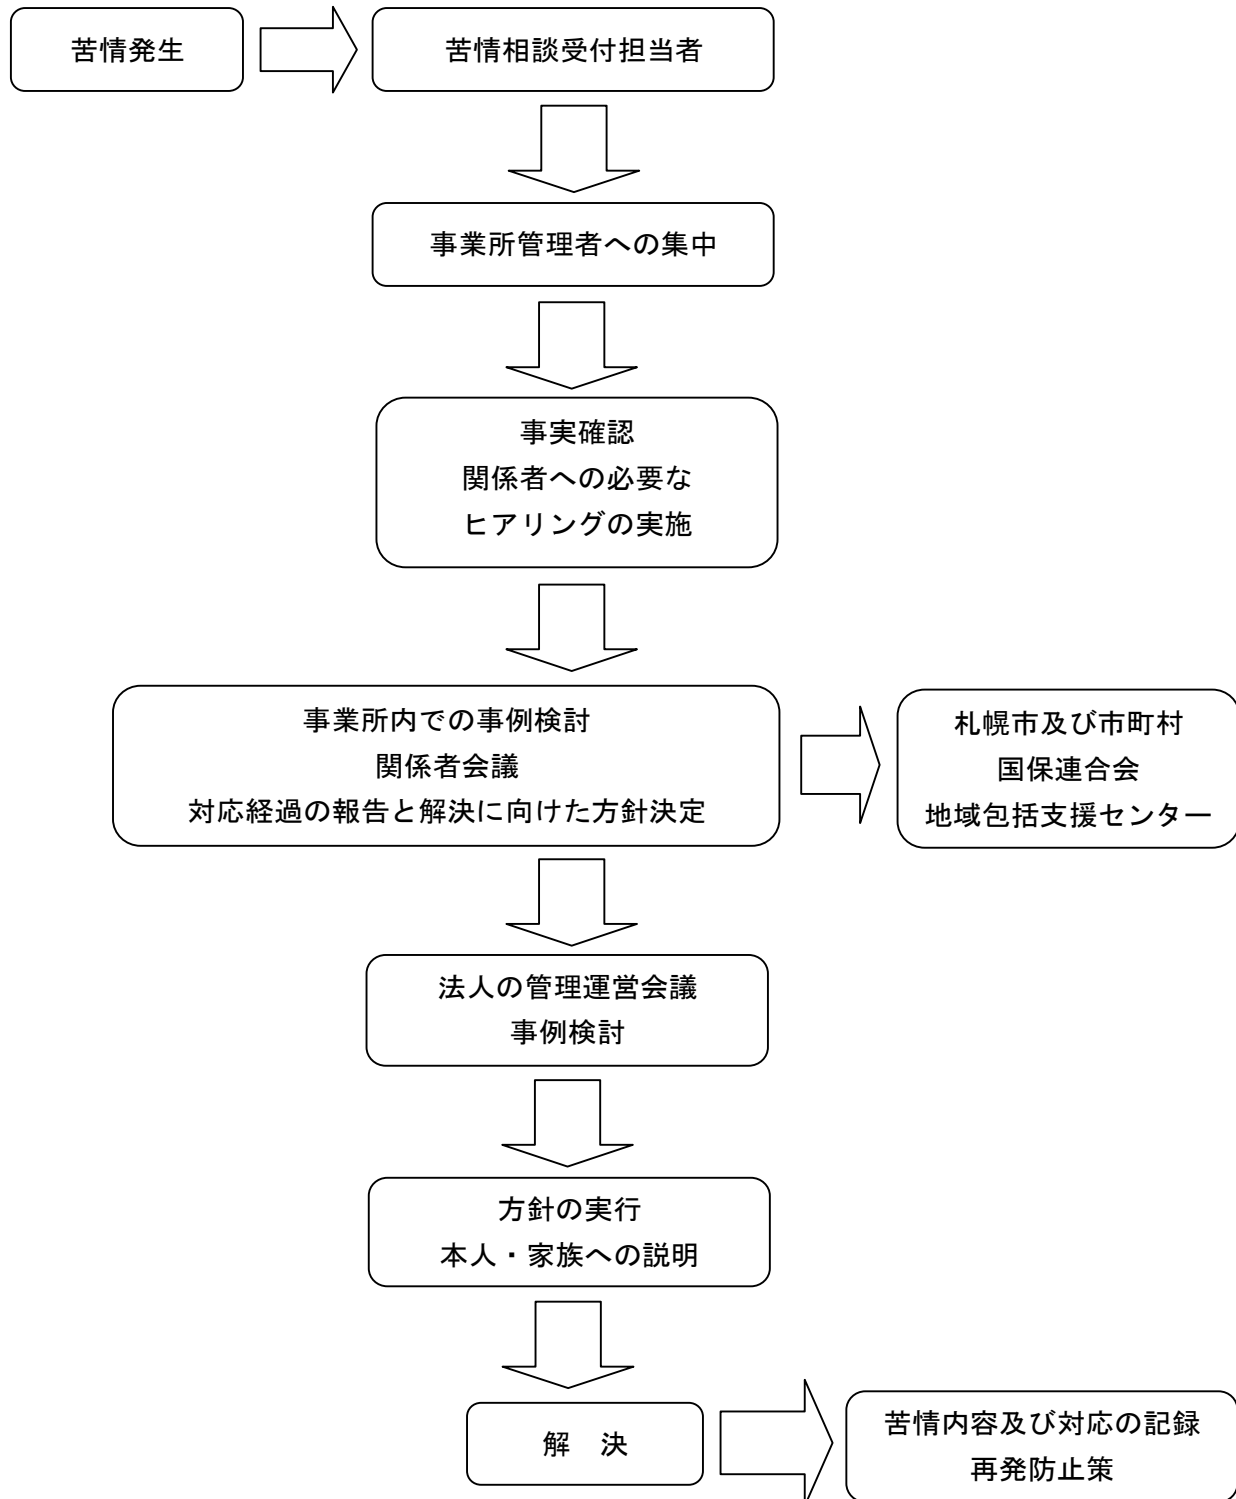 苦情発生
苦情相談受付担当者
事業所管理者への集中
事実確認
関係者への必要な
ヒアリングの実施
事業所内での事例検討
関係者会議
対応経過の報告と解決に向けた方針決定
札幌市及び市町村
国保連合会
地域包括支援センター
法人の管理運営会議
事例検討
方針の実行
本人・家族への説明
解　決
苦情内容及び対応の記録
再発防止策